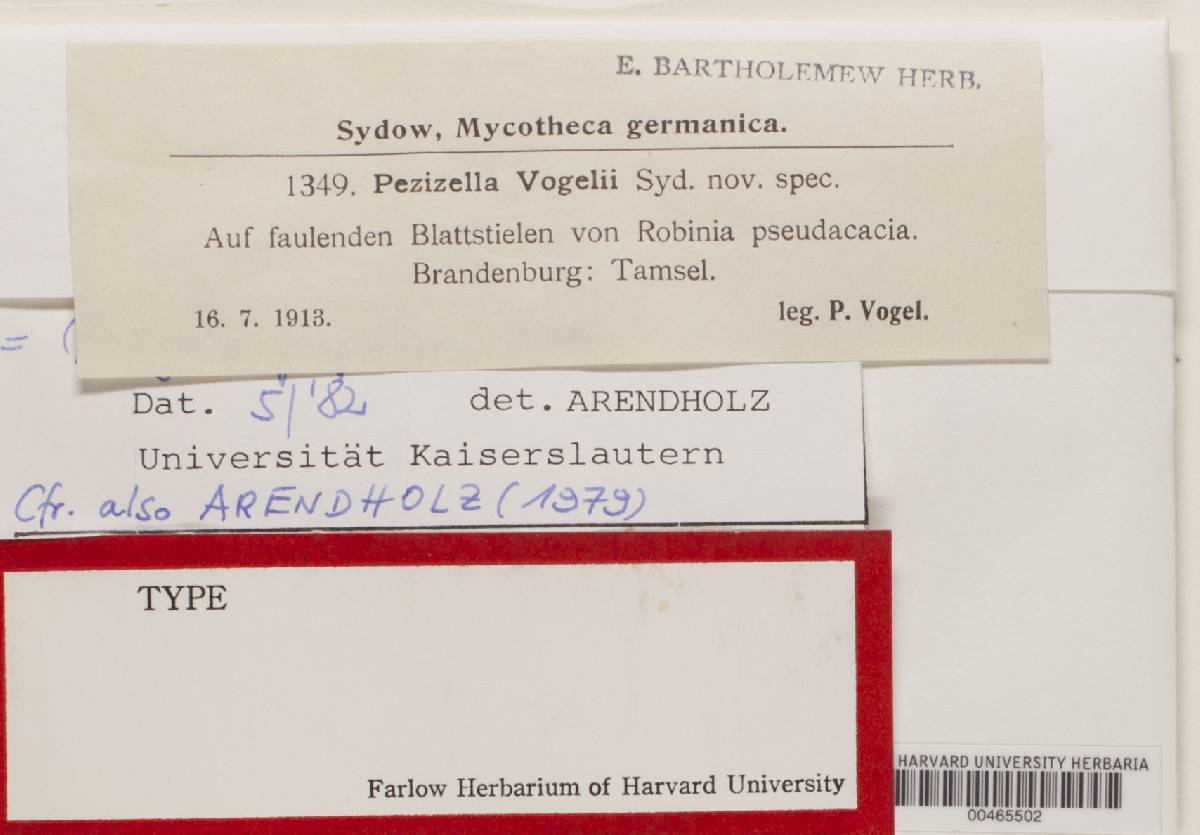 E. BARTHOLEMEW HERB.
Sydow, Mycotheca germanica.
1349. Pezizella Vogelii Syd. nov. spec.
Auf faulenden Blattstielen von Robinia pseudacacia.
Brandenburg: Tamsel.
16. 7. 1913. leg. P. Vogel.
= (
Dat. 5/'82 det. ARENDHOLZ
Universität Kaiserslautern
Cfr. also ARENDHOLZ (1979)
TYPE
Farlow Herbarium of Harvard University
HARVARD UNIVERSITY HERBARIA
00465502